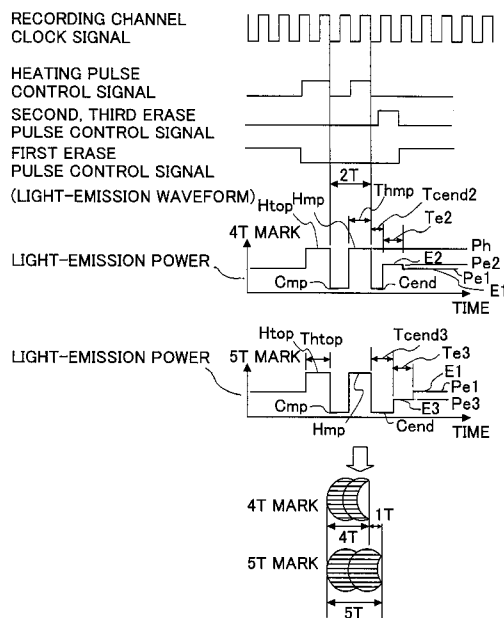 RECORDING CHANNEL
CLOCK SIGNAL
HEATING PULSE
CONTROL SIGNAL
SECOND, THIRD ERASE
PULSE CONTROL SIGNAL
FIRST ERASE
PULSE CONTROL SIGNAL
2T
(LIGHT-EMISSION WAVEFORM)
Thmp
Tcend2
Hmp
Htop
Te2
4T MARK
Ph
LIGHT-EMISSION POWER
E2
Pe2
Pe1
E1
Cmp
Cend
TIME
Htop
Thtop
Tcend3
Te3
5T MARK
LIGHT-EMISSION POWER
E1
Pe1
Pe3
E3
Cmp
Hmp
Cend
TIME
4T MARK
1T
4T
5T MARK
5T